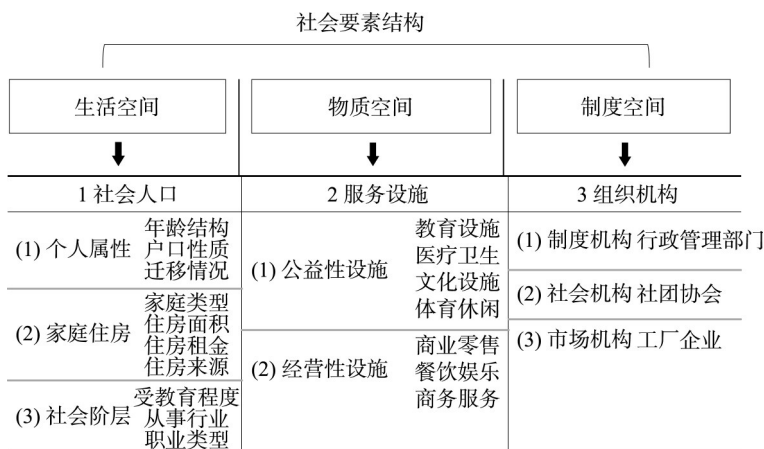 社会要素结构
生活空间
物质空间
制度空间
1 社会人口
2 服务设施
3 组织机构
(1) 个人属性
年龄结构
户口性质
迁移情况
(2) 家庭住房
家庭类型
住房面积
住房租金
住房来源
(3) 社会阶层
受教育程度
从事行业
职业类型
(1) 公益性设施
教育设施
医疗卫生
文化设施
体育休闲
(2) 经营性设施
商业零售
餐饮娱乐
商务服务
(1) 制度机构 行政管理部门
(2) 社会机构 社团协会
(3) 市场机构 工厂企业